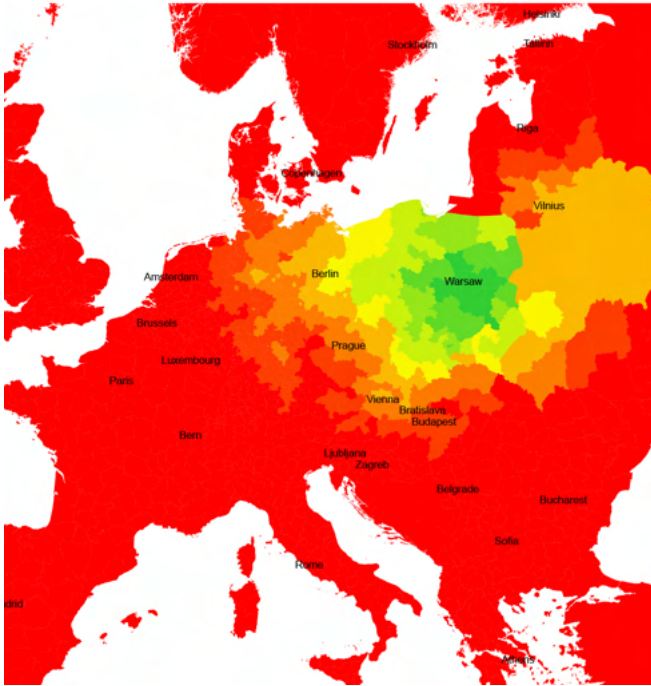 Helsinki
Stockholm
Tallinn
Riga
Copenhagen
Vilnius
Berlin
Warsaw
Amsterdam
Brussels
Prague
Luxembourg
Paris
Vienna
Bratislava
Budapest
Bern
Ljubljana
Zagreb
Belgrade
Bucharest
Sofia
Rome
drid
Athens